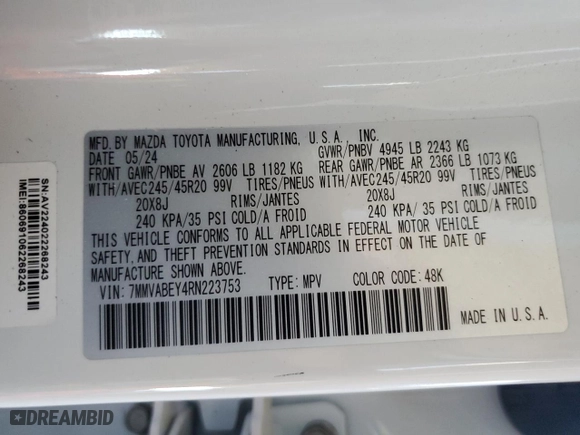 MFD. BY MAZDA TOYOTA MANUFACTURING, U.S.A., INC.
DATE 05/24 GVWR/PNBV 4945 LB 2243 KG
FRONT GAWR/PNBE AV 2606 LB 1182 KG REAR GAWR/PNBE AR 2366 LB 1073 KG
WITH/AVEC245/45R20 99V TIRES/PNEUS WITH/AVEC245/45R20 99V TIRES/PNEUS
20X8J RIMS/JANTES 20X8J RIMS/JANTES
240 KPA/35 PSI COLD/A FROID 240 KPA/ 35 PSI COLD/A FROID
THIS VEHICLE CONFORMS TO ALL APPLICABLE FEDERAL MOTOR VEHICLE
SAFETY, AND THEFT PREVENTION STANDARDS IN EFFECT ON THE DATE OF
MANUFACTURE SHOWN ABOVE.
VIN: 7MMVABEY4RN223753 TYPE: MPV COLOR CODE: 48K
MADE IN U.S.A.
SN:AV224022268243
IMEI:860691062268243
DREAMBID